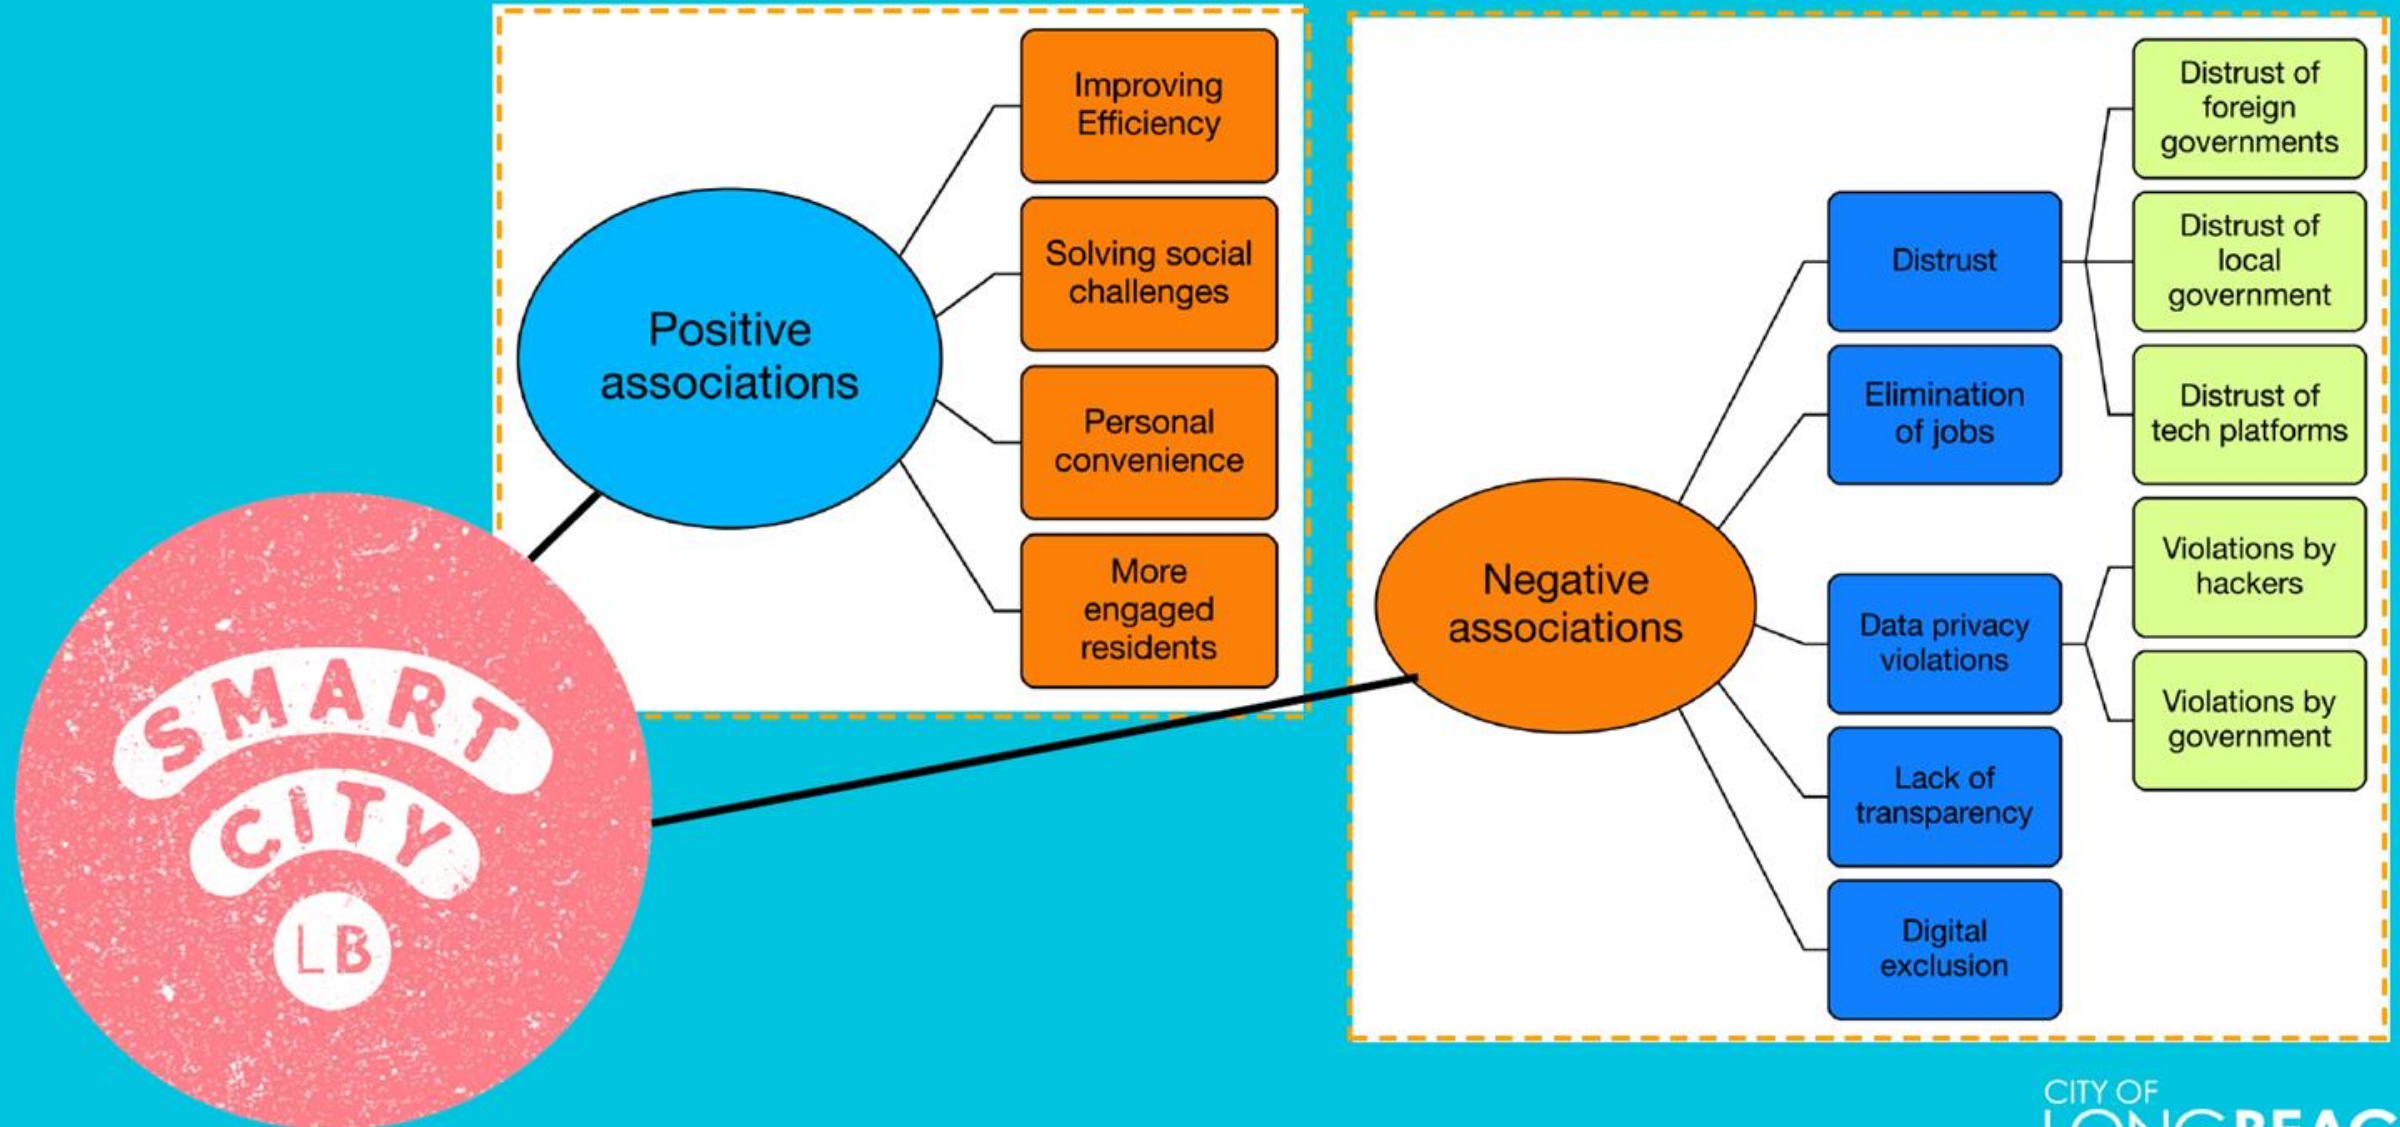 Improving
Efficiency
Solving social
challenges
Positive
associations
Personal
convenience
More
engaged
residents
SMART
CITY
LB
Negative
associations
Distrust
Distrust of
foreign
governments
Distrust of
local
government
Distrust of
tech platforms
Elimination
of jobs
Data privacy
violations
Violations by
hackers
Violations by
government
Lack of
transparency
Digital
exclusion
CITY OF